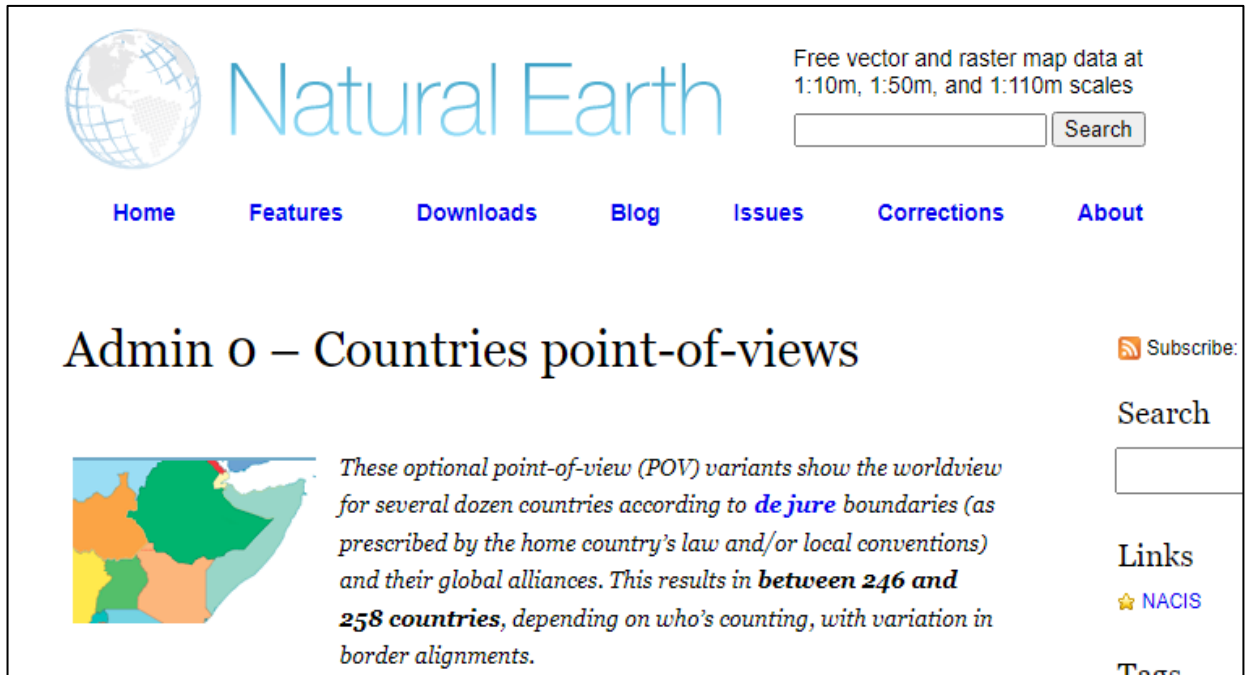 Natural Earth
Free vector and raster map data at
1:10m, 1:50m, and 1:110m scales
Search
Home Features Downloads Blog Issues Corrections About
Admin 0 – Countries point-of-views
Subscribe:
Search
These optional point-of-view (POV) variants show the worldview
for several dozen countries according to de jure boundaries (as
prescribed by the home country's law and/or local conventions)
and their global alliances. This results in between 246 and
258 countries, depending on who's counting, with variation in
border alignments.
Links
NACIS
Tags